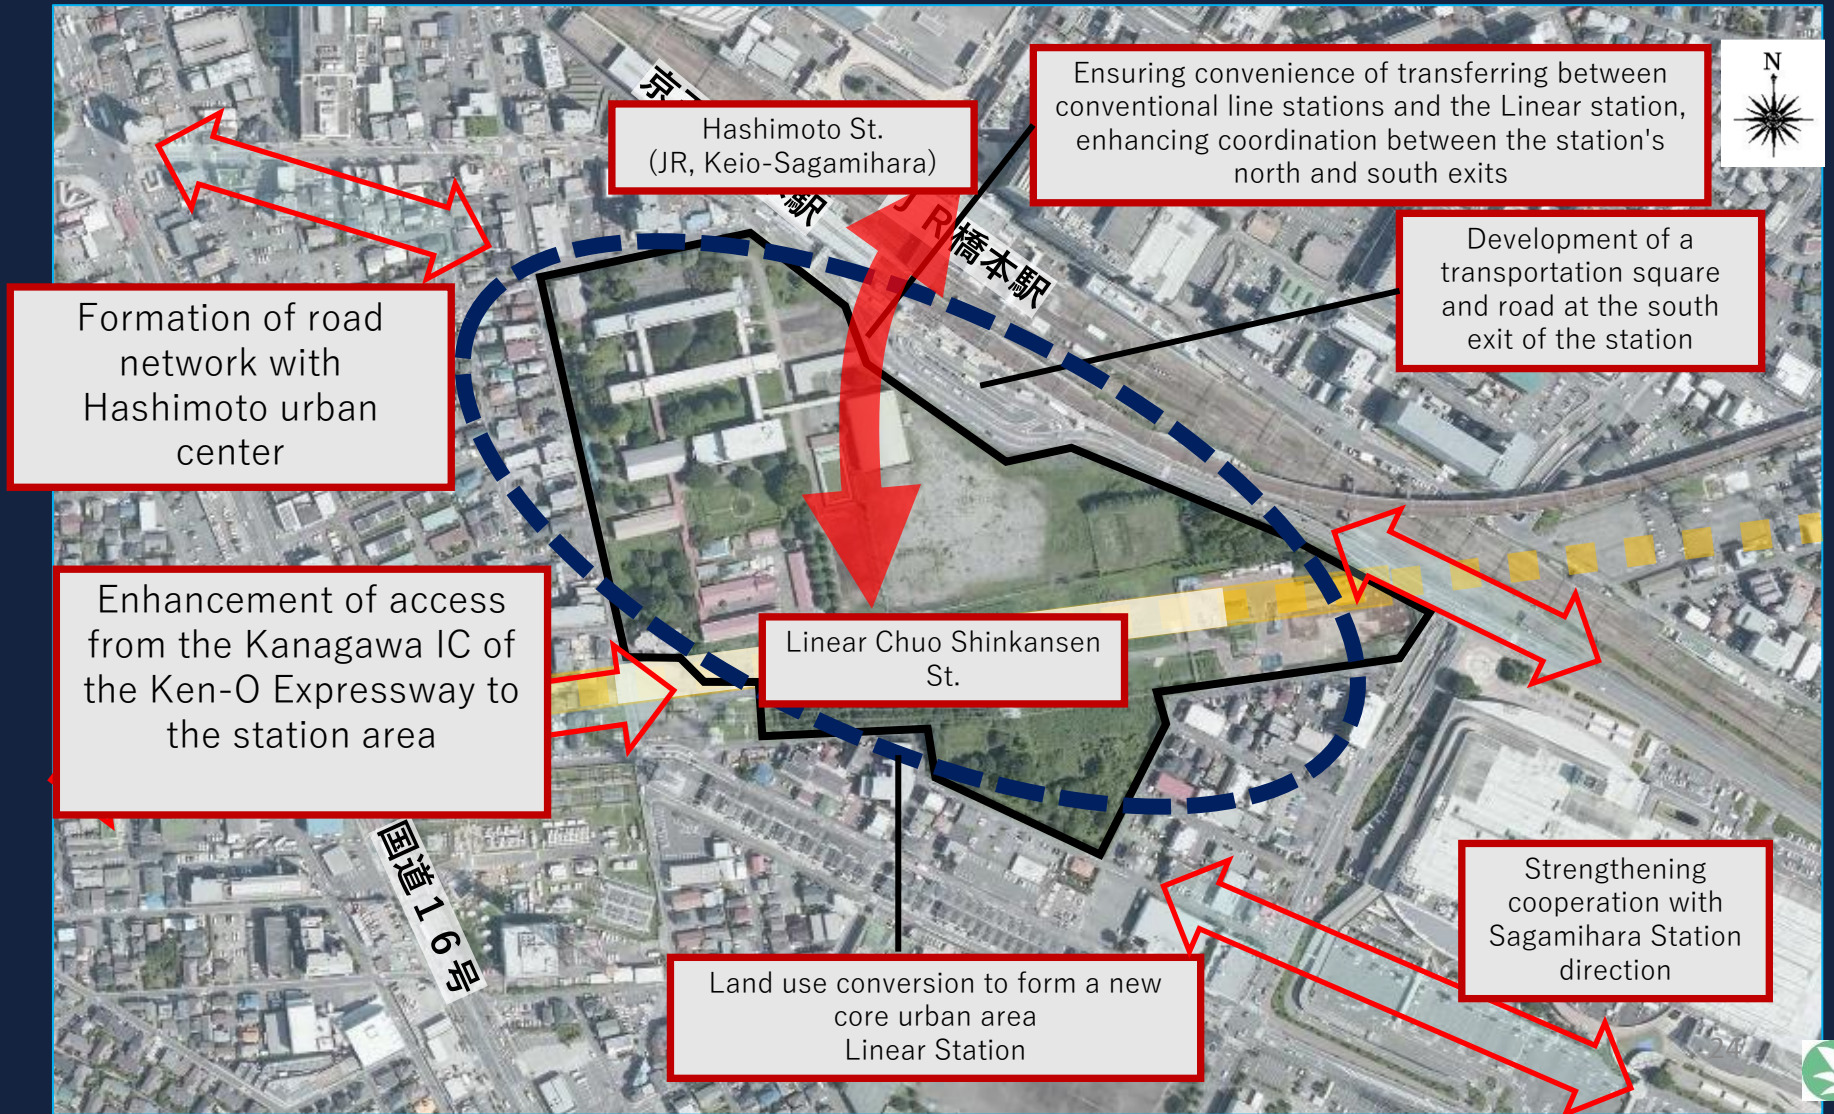 N
Ensuring convenience of transferring between
conventional line stations and the Linear station,
enhancing coordination between the station's
north and south exits
Hashimoto St.
(JR, Keio-Sagamihara)
駅
JR橋本駅
Development of a
transportation square
and road at the south
exit of the station
Formation of road
network with
Hashimoto urban
center
Enhancement of access
from the Kanagawa IC of
the Ken-O Expressway to
the station area
Linear Chuo Shinkansen
St.
国道16号
Strengthening
cooperation with
Sagamihara Station
direction
Land use conversion to form a new
core urban area
Linear Station
24